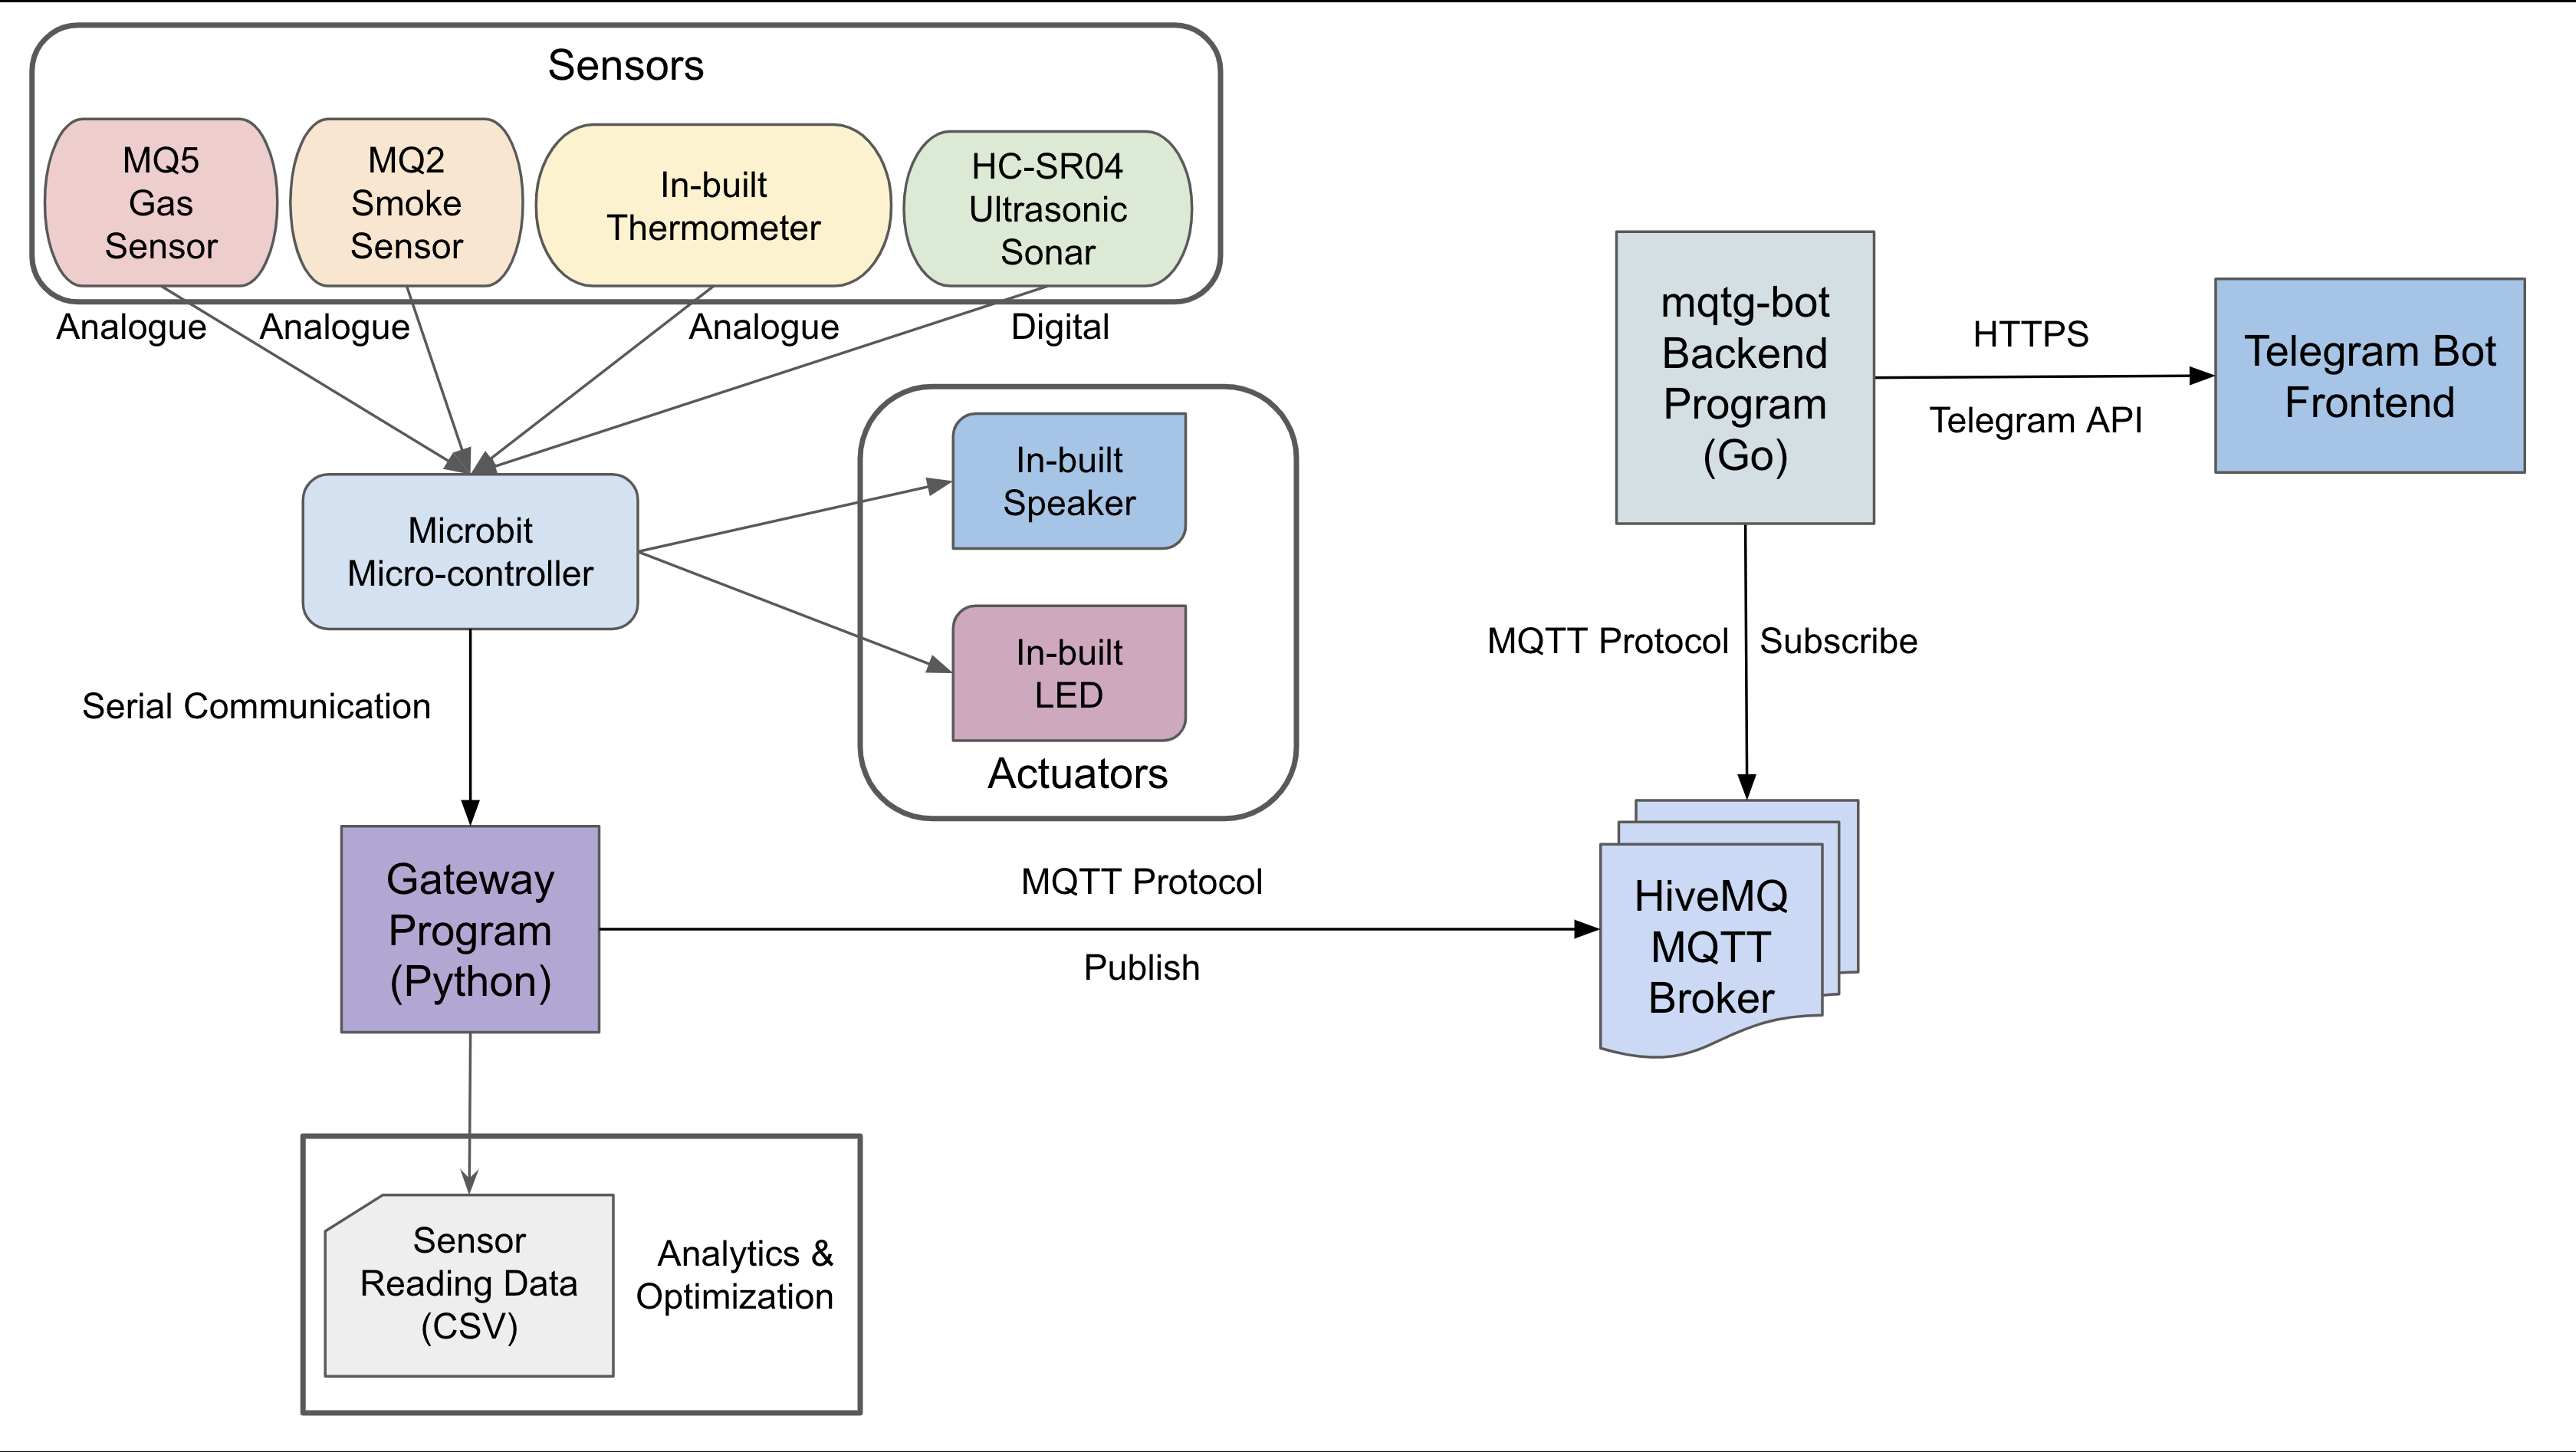 Sensors
MQ5
Gas
Sensor
MQ2
Smoke
Sensor
In-built
Thermometer
HC-SR04
Ultrasonic
Sonar
Analogue
Analogue
Analogue
Digital
Microbit
Micro-controller
In-built
Speaker
In-built
LED
Actuators
Serial Communication
Gateway
Program
(Python)
MQTT Protocol
Publish
Sensor
Reading Data
(CSV)
Analytics &
Optimization
mqtg-bot
Backend
Program
(Go)
HTTPS
Telegram API
Telegram Bot
Frontend
MQTT Protocol
Subscribe
HiveMQ
MQTT
Broker